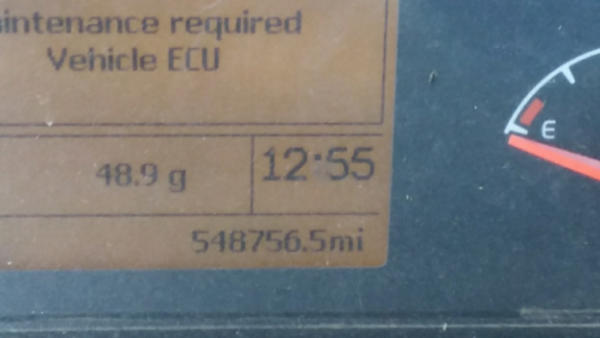 intenance required
Vehicle ECU
48.9 g
12:55
548756.5mi
E